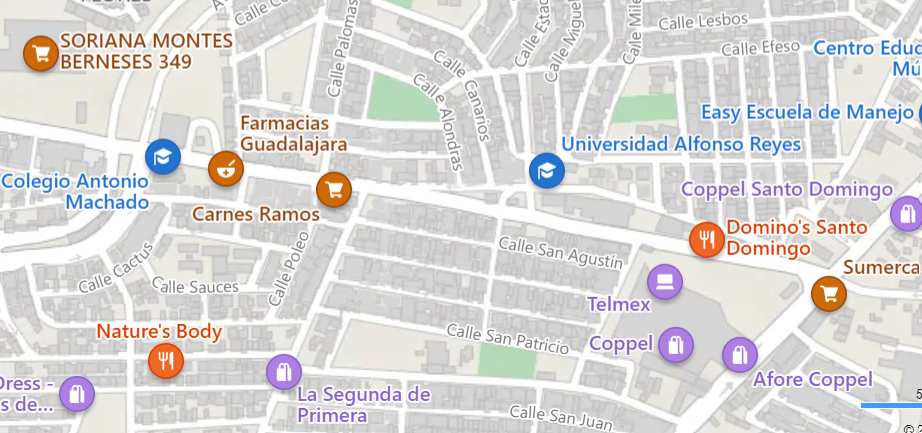 Calle Lesbos
SORIANA MONTES
BERNESES 349
Calle Palomas
Calle Efeso
Centro Educ
Mú
Calle Canarios
Calle Alondras
Easy Escuela de Manejo
Farmacias
Guadalajara
Universidad Alfonso Reyes
Colegio Antonio
Machado
Coppel Santo Domingo
Carnes Ramos
Domino's Santo
Domingo
Calle San Agustín
Calle Cactus
Calle Poleo
Sumerca
Calle Sauces
Telmex
Nature's Body
Calle San Patricio
Coppel
Afore Coppel
Dress -
s de...
La Segunda de
Primera
5
Calle San Juan